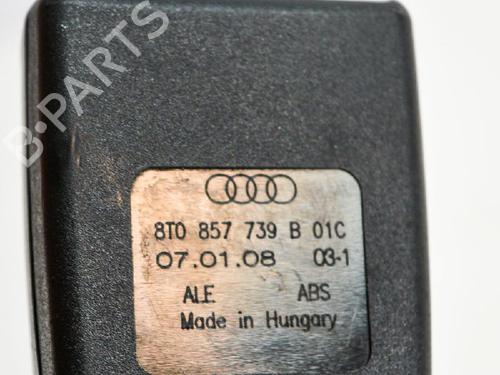 B-PARTS
8T0 857 739 B 01C
07.01.08 03-1
ALE ABS
Made in Hungary